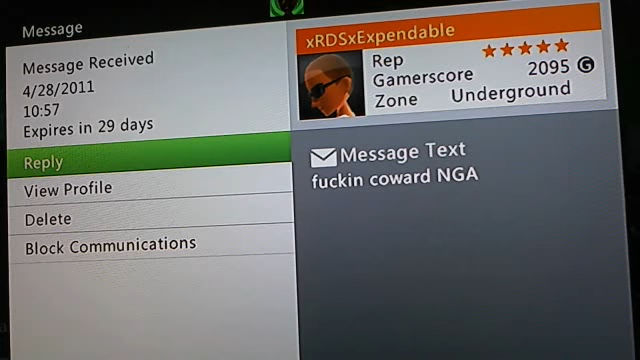 Message
Message Received
4/28/2011
10:57
Expires in 29 days
Reply
View Profile
Delete
Block Communications
xRDSxExpendable
Rep
Gamerscore 2095 G
Zone Underground
Message Text
fuckin coward NGA